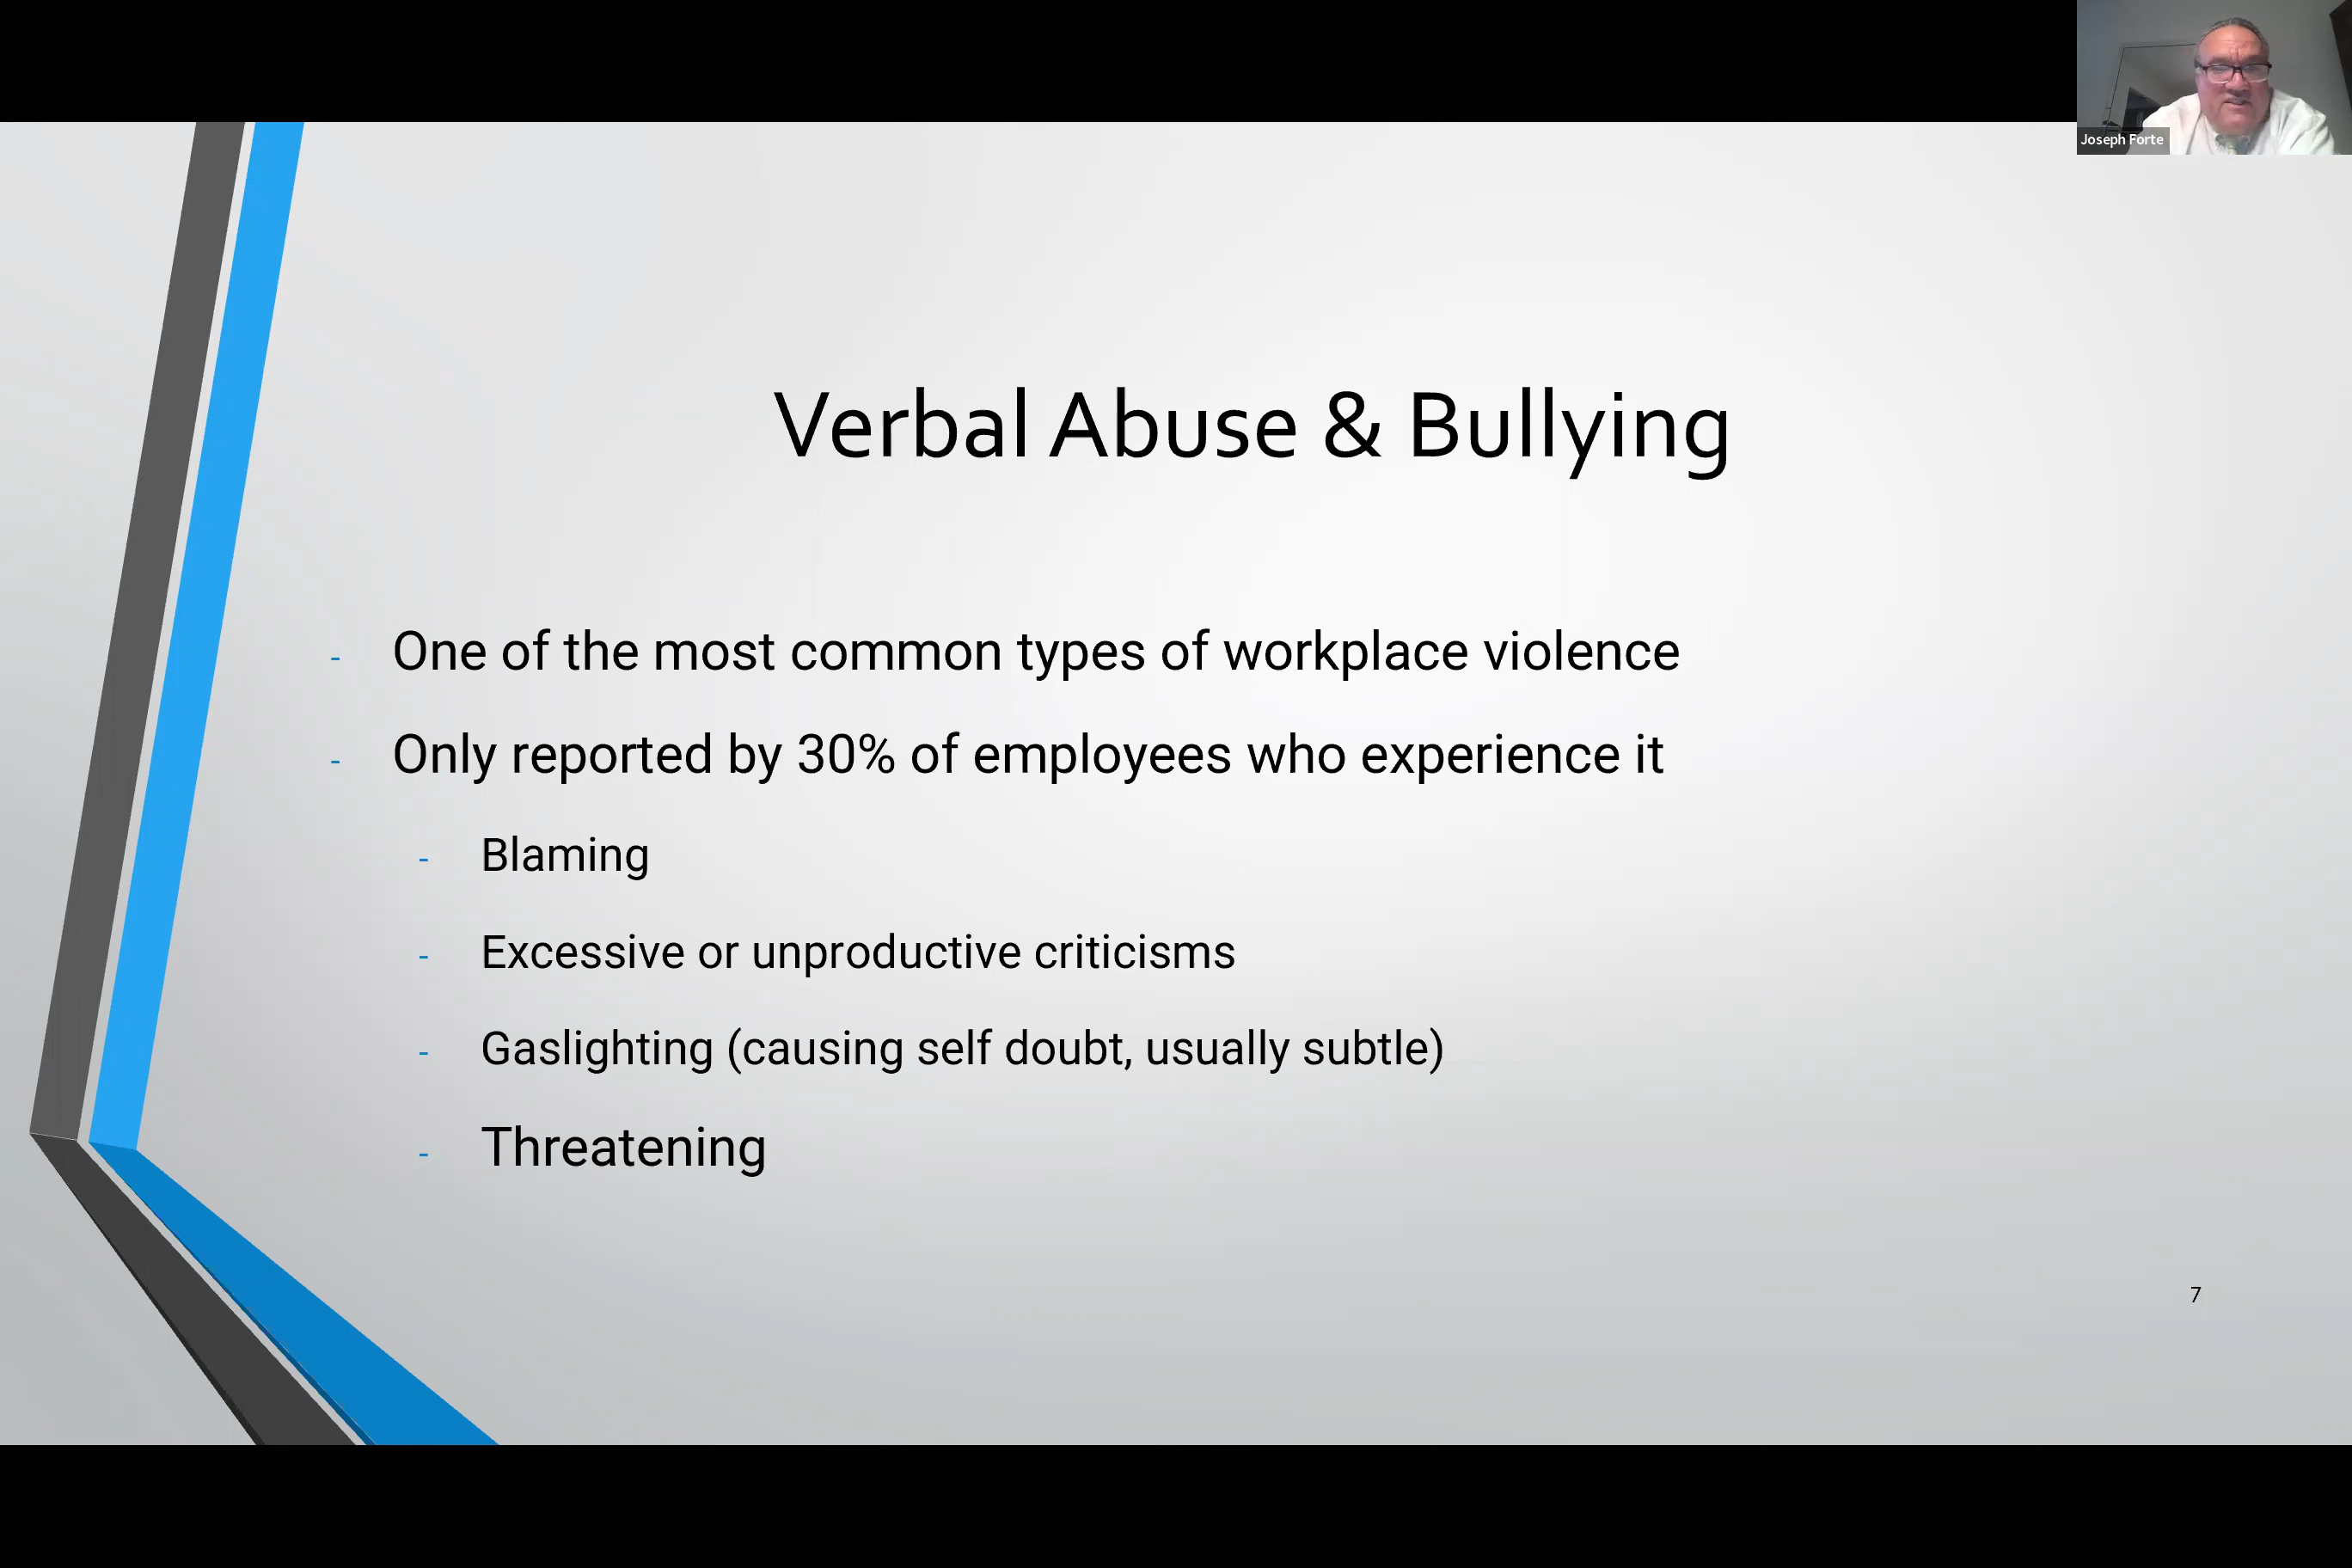 Joseph Forte
Verbal Abuse & Bullying
- One of the most common types of workplace violence
- Only reported by 30% of employees who experience it
- Blaming
- Excessive or unproductive criticisms
- Gaslighting (causing self doubt, usually subtle)
- Threatening
7